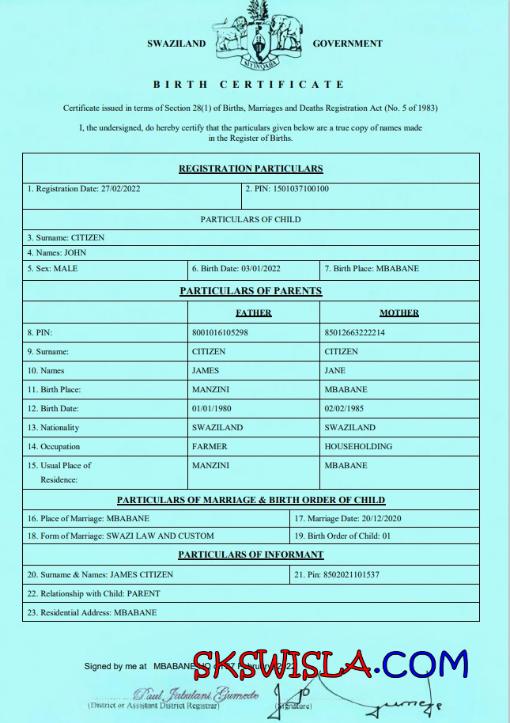 SWAZILAND GOVERNMENT
SIYINQABA
BIRTH CERTIFICATE
Certificate issued in terms of Section 28(1) of Births, Marriages and Deaths Registration Act (No. 5 of 1983)
I, the undersigned, do hereby certify that the particulars given below are a true copy of names made
in the Register of Births.
REGISTRATION PARTICULARS
1. Registration Date: 27/02/2022 2. PIN: 1501037100100
PARTICULARS OF CHILD
3. Surname: CITIZEN
4. Names: JOHN
5. Sex: MALE 6. Birth Date: 03/01/2022 7. Birth Place: MBABANE
PARTICULARS OF PARENTS
FATHER MOTHER
8. PIN: 8001016105298 85012663222214
9. Surname: CITIZEN CITIZEN
10. Names JAMES JANE
11. Birth Place: MANZINI MBABANE
12. Birth Date: 01/01/1980 02/02/1985
13. Nationality SWAZILAND SWAZILAND
14. Occupation FARMER HOUSEHOLDING
15. Usual Place of MANZINI MBABANE
Residence:
PARTICULARS OF MARRIAGE & BIRTH ORDER OF CHILD
16. Place of Marriage: MBABANE 17. Marriage Date: 20/12/2020
18. Form of Marriage: SWAZI LAW AND CUSTOM 19. Birth Order of Child: 01
PARTICULARS OF INFORMANT
20. Surname & Names: JAMES CITIZEN 21. Pin: 8502021101537
22. Relationship with Child: PARENT
23. Residential Address: MBABANE
SKSWISLA.COM
Signed by me at MBABANE
Paul Jabulani Gumede
(District or Assistant District Registrar) (Signature)